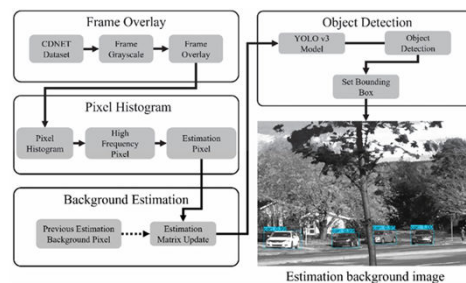 Frame Overlay
CDNET
Dataset
Frame
Grayscale
Frame
Overlay
Pixel Histogram
Pixel
Histogram
High
Frequency
Pixel
Estimation
Pixel
Background Estimation
Previous Estimation
Background Pixel
Estimation
Matrix Update
Object Detection
YOLO v3
Model
Object
Detection
Set Bounding
Box
Estimation background image